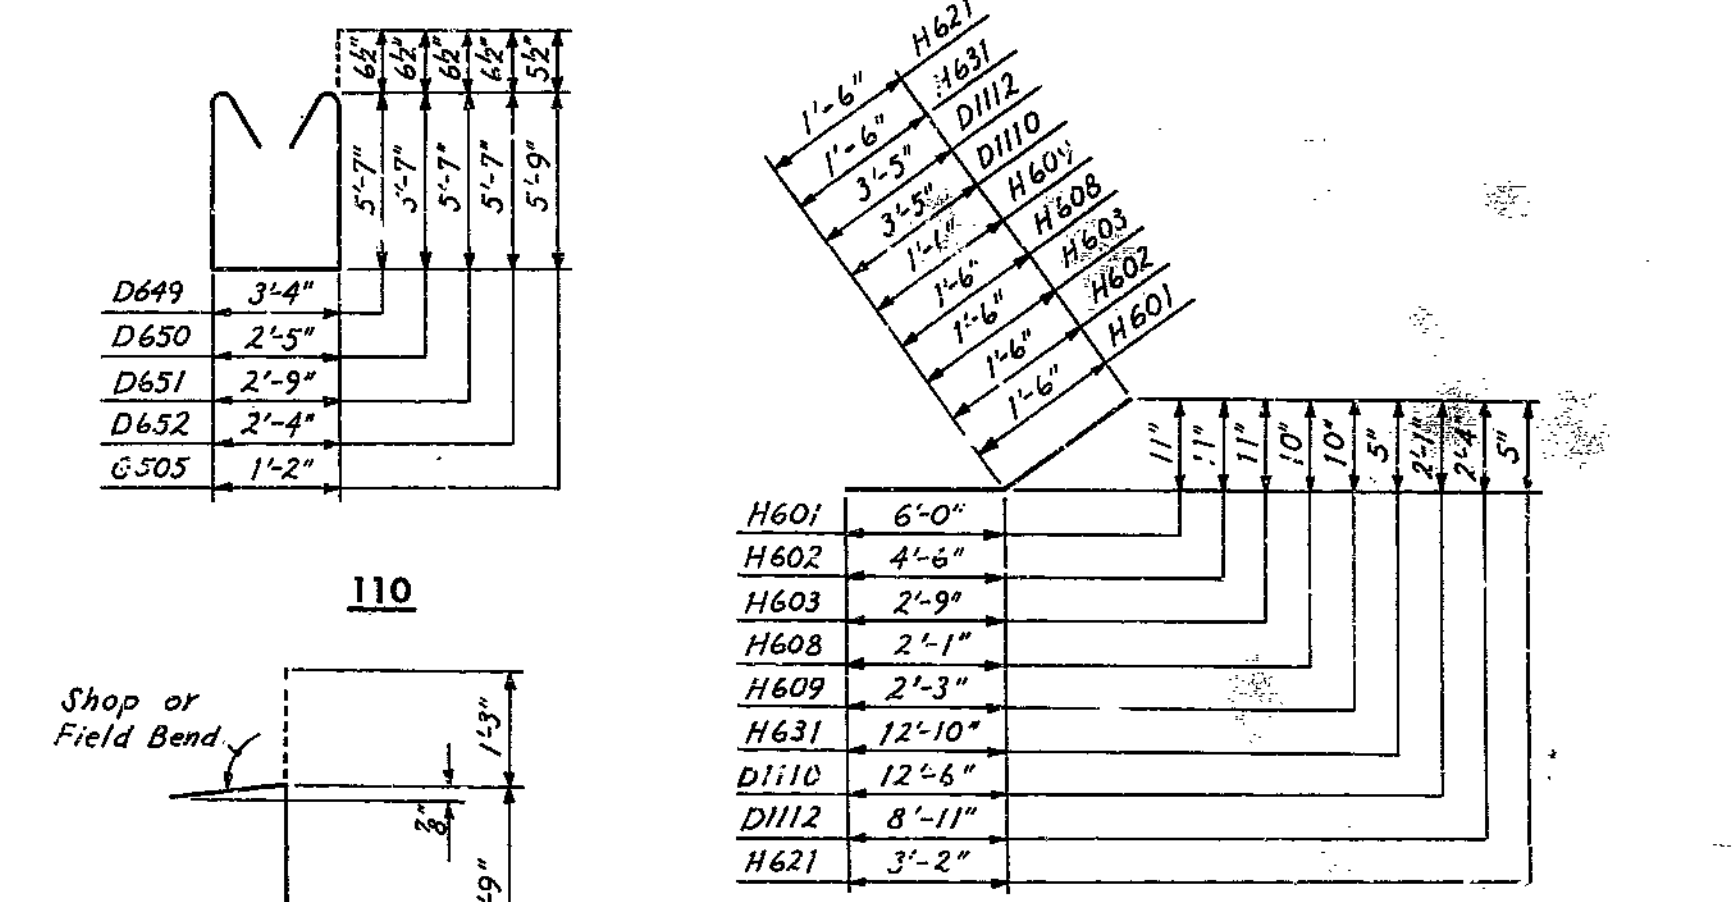 6½" 6½" 6½" 6½" 5½"
5'-7" 5'-7" 5'-7" 5'-7" 5'-9"
D649 3'-4"
D650 2'-5"
D651 2'-9"
D652 2'-4"
G505 1'-2"
110
Shop or
Field Bend
1'-3"
7/8"
-9"
1'-6" H621
1'-6" H631
3'-5" D1112
3'-5" D1110
H609
1'-6" H608
1'-6" H603
1'-6" H602
1'-6" H601
11" 11" 11" 10" 10" 5" 2'-1" 2'-4" 5"
H601 6'-0"
H602 4'-6"
H603 2'-9"
H608 2'-1"
H609 2'-3"
H631 12'-10"
D1110 12'-6"
D1112 8'-11"
H621 3'-2"